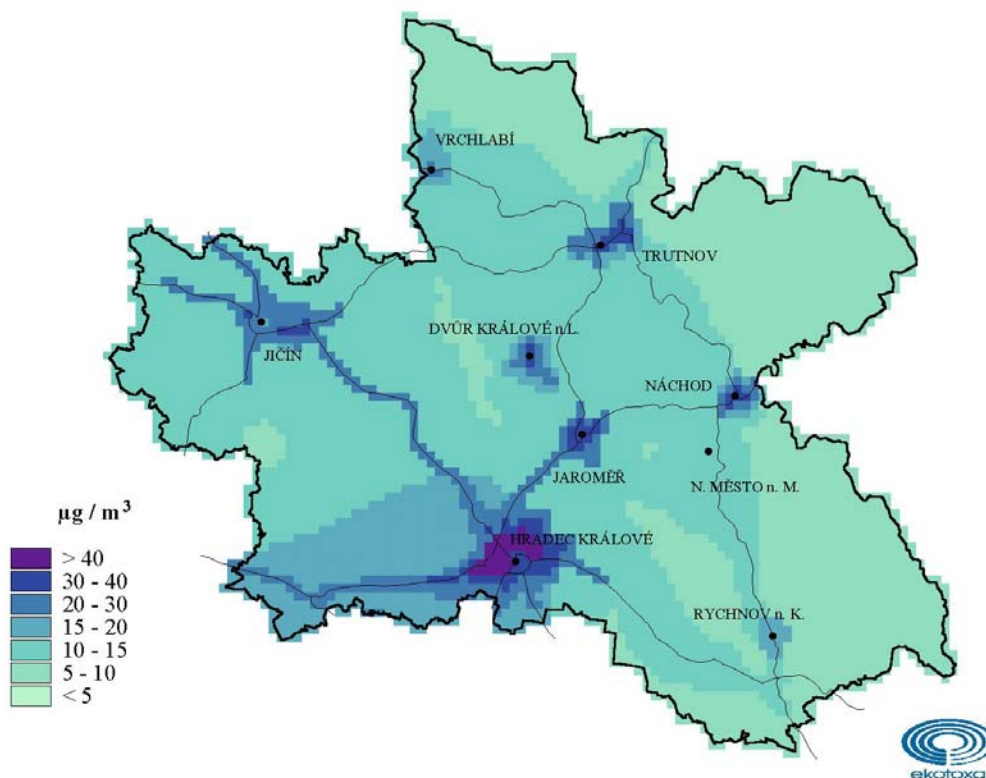 VRCHLABÍ
TRUTNOV
DVŮR KRÁLOVÉ n.L.
JIČÍN
NÁCHOD
JAROMĚŘ
N. MĚSTO n. M.
µg / m³
HRADEC KRÁLOVÉ
> 40
30 - 40
20 - 30
15 - 20
10 - 15
5 - 10
< 5
RYCHNOV n. K.
ekotoxa